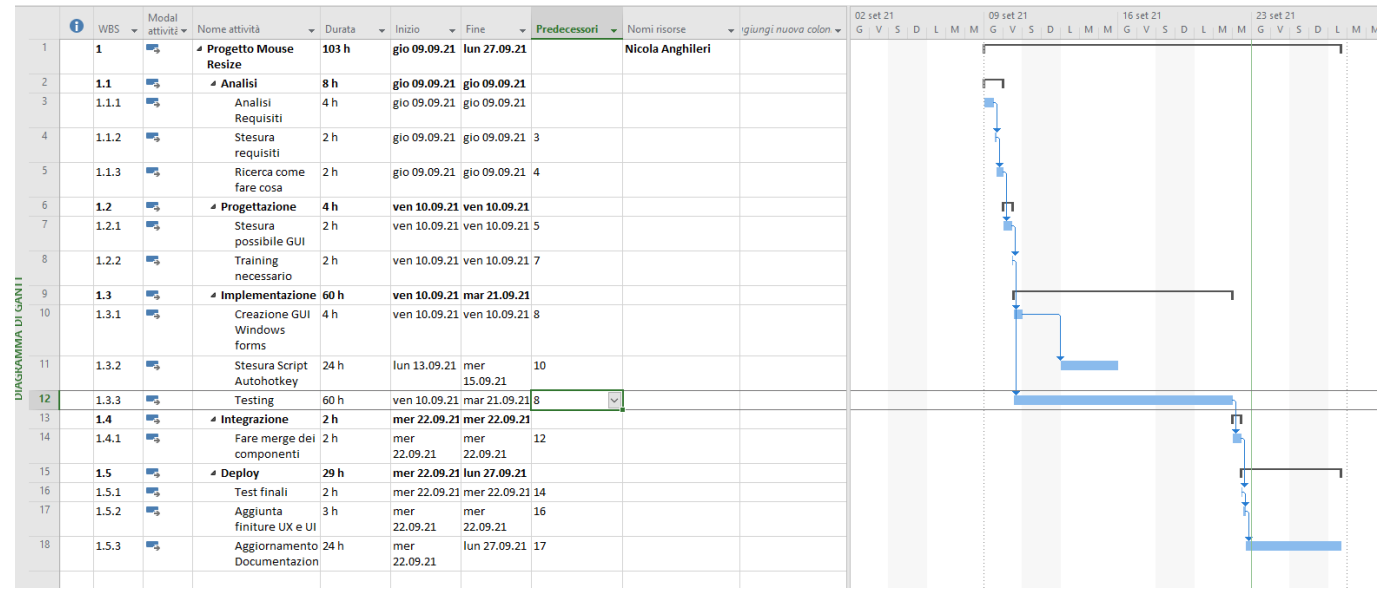 02 set 21 09 set 21 16 set 21 23 set 21
WBS Modal attività Nome attività Durata Inizio Fine Predecessori Nomi risorse giungi nuova colon.
G V S D L M M G V S D L M M G V S D L M M G V S D L M M
1 1 Progetto Mouse 103 h gio 09.09.21 lun 27.09.21 Nicola Anghileri
Resize
2 1.1 Analisi 8 h gio 09.09.21 gio 09.09.21
3 1.1.1 Analisi 4 h gio 09.09.21 gio 09.09.21
Requisiti
4 1.1.2 Stesura 2 h gio 09.09.21 gio 09.09.21 3
requisiti
5 1.1.3 Ricerca come 2 h gio 09.09.21 gio 09.09.21 4
fare cosa
6 1.2 Progettazione 4 h ven 10.09.21 ven 10.09.21
7 1.2.1 Stesura 2 h ven 10.09.21 ven 10.09.21 5
possibile GUI
8 1.2.2 Training 2 h ven 10.09.21 ven 10.09.21 7
necessario
9 1.3 Implementazione 60 h ven 10.09.21 mar 21.09.21
10 1.3.1 Creazione GUI 4 h ven 10.09.21 ven 10.09.21 8
Windows
forms
11 1.3.2 Stesura Script 24 h lun 13.09.21 mer 10
Autohotkey 15.09.21
12 1.3.3 Testing 60 h ven 10.09.21 mar 21.09.21 8
13 1.4 Integrazione 2 h mer 22.09.21 mer 22.09.21
14 1.4.1 Fare merge dei 2 h mer mer 12
componenti 22.09.21 22.09.21
15 1.5 Deploy 29 h mer 22.09.21 lun 27.09.21
16 1.5.1 Test finali 2 h mer 22.09.21 mer 22.09.21 14
17 1.5.2 Aggiunta 3 h mer mer 16
finiture UX e UI 22.09.21 22.09.21
18 1.5.3 Aggiornamento 24 h mer lun 27.09.21 17
Documentazion 22.09.21
DIAGRAMMA DI GANTT